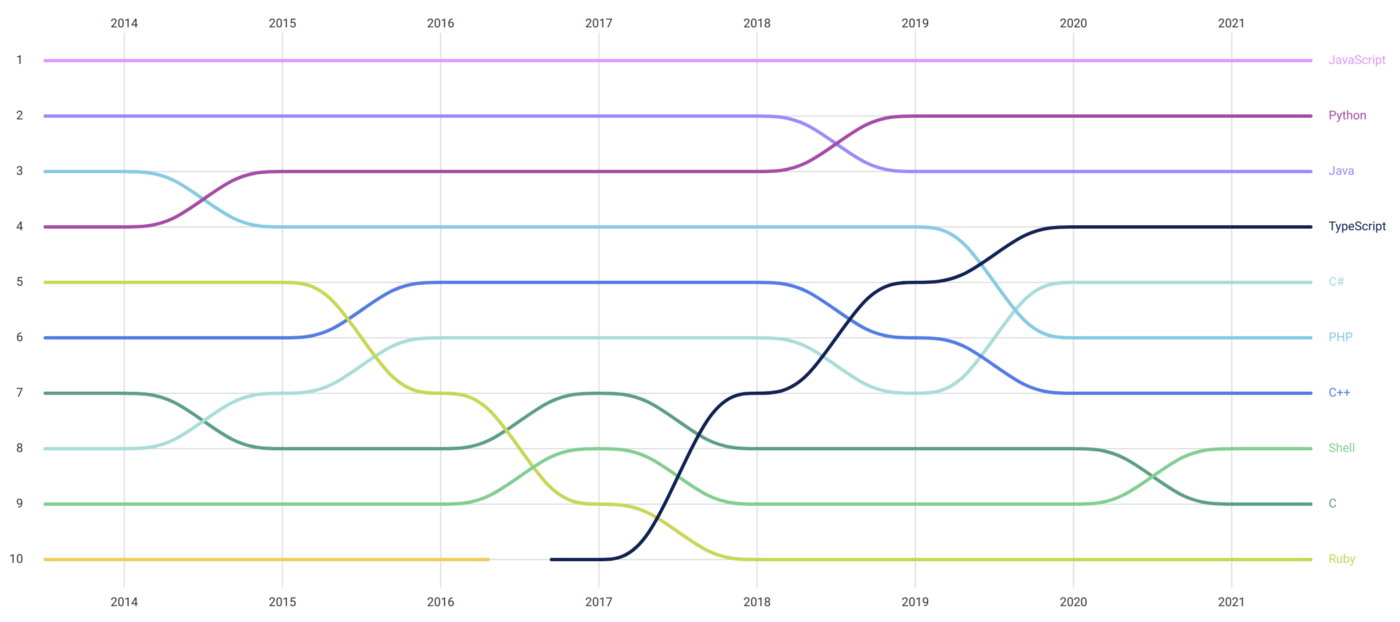 2014 2015 2016 2017 2018 2019 2020 2021
1 JavaScript
2 Python
3 Java
4 TypeScript
5 C#
6 PHP
7 C++
8 Shell
9 C
10 Ruby
2014 2015 2016 2017 2018 2019 2020 2021